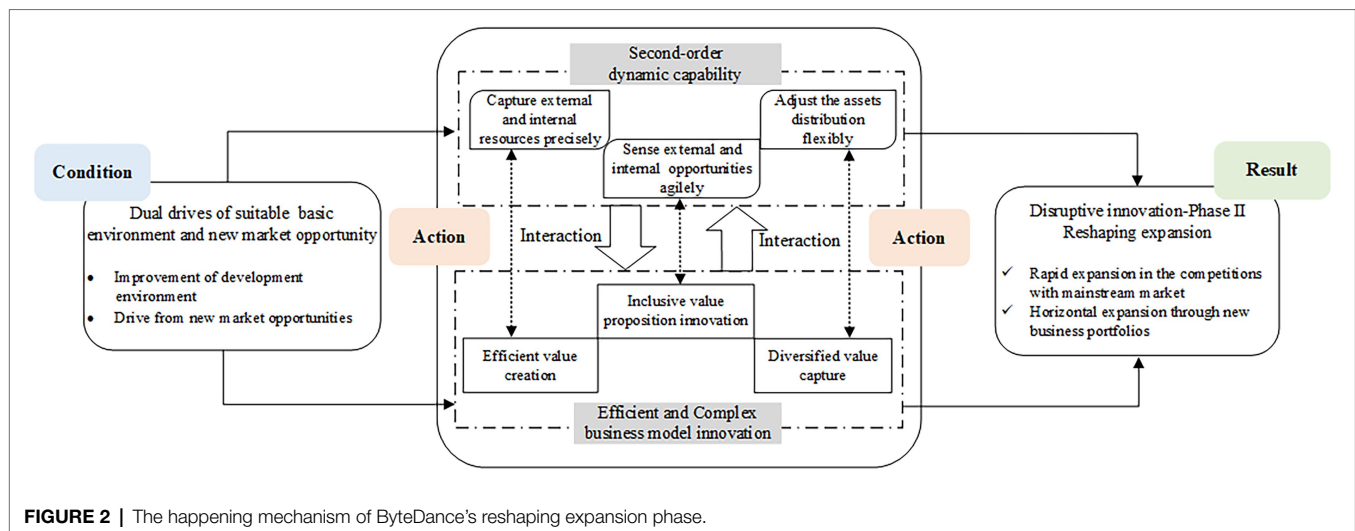 Second-order
dynamic capability
Capture external
and internal
resources precisely
Sense external and
internal opportunities
agilely
Adjust the assets
distribution
flexibly
Condition
Dual drives of suitable basic
environment and new market opportunity
• Improvement of development
environment
• Drive from new market opportunities
Action
Interaction
Interaction
Action
Inclusive value
proposition innovation
Efficient value
creation
Diversified value
capture
Efficient and Complex
business model innovation
Result
Disruptive innovation-Phase II
Reshaping expansion
✓ Rapid expansion in the competitions
with mainstream market
✓ Horizontal expansion through new
business portfolios
FIGURE 2 | The happening mechanism of ByteDance's reshaping expansion phase.